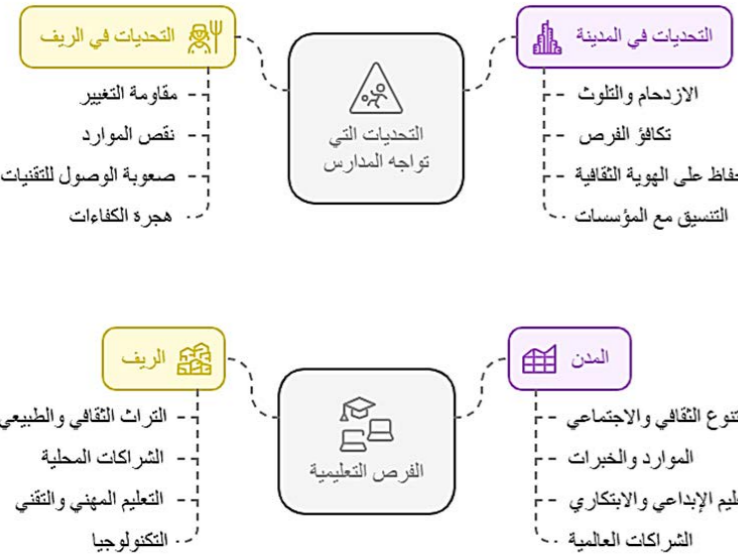 التحديات في المدينة
الازدحام والتلوث
تكافؤ الفرص
على الهوية الثقافية
التنسيق مع المؤسسات
التحديات التي
تواجه المدارس
التحديات في الريف
مقاومة التغيير
نقص الموارد
صعوبة الوصول للتقنيات
هجرة الكفاءات
المدن
الثقافي والاجتماعي
الموارد والخبرات
الإبداعي والابتكاري
الشراكات العالمية
الفرص التعليمية
الريف
التراث الثقافي والطبيعي
الشراكات المحلية
التعليم المهني والتقني
التكنولوجيا